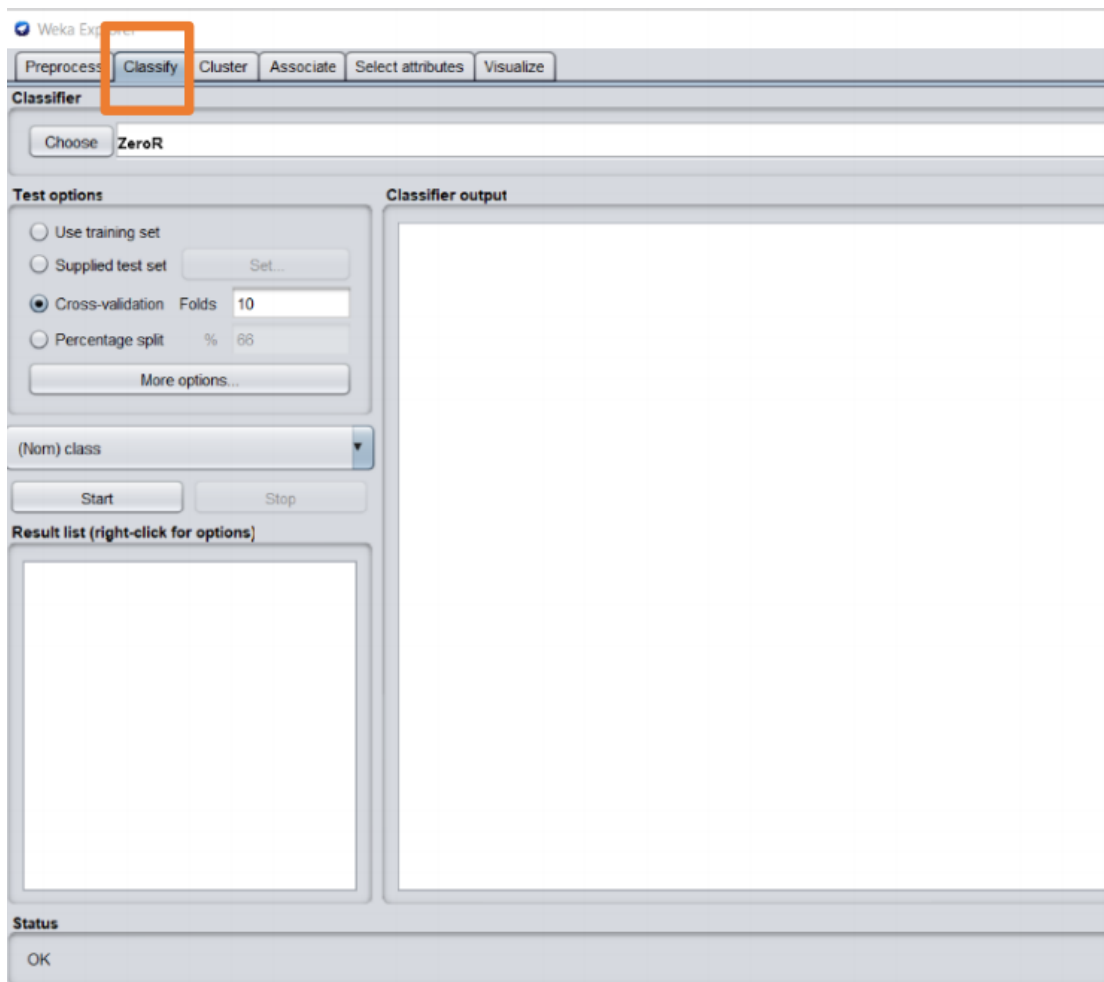 Weka Explorer
Preprocess Classify Cluster Associate Select attributes Visualize
Classifier
Choose ZeroR
Test options
Classifier output
Use training set
Supplied test set Set...
Cross-validation Folds 10
Percentage split % 66
More options...
(Nom) class
Start Stop
Result list (right-click for options)
Status
OK